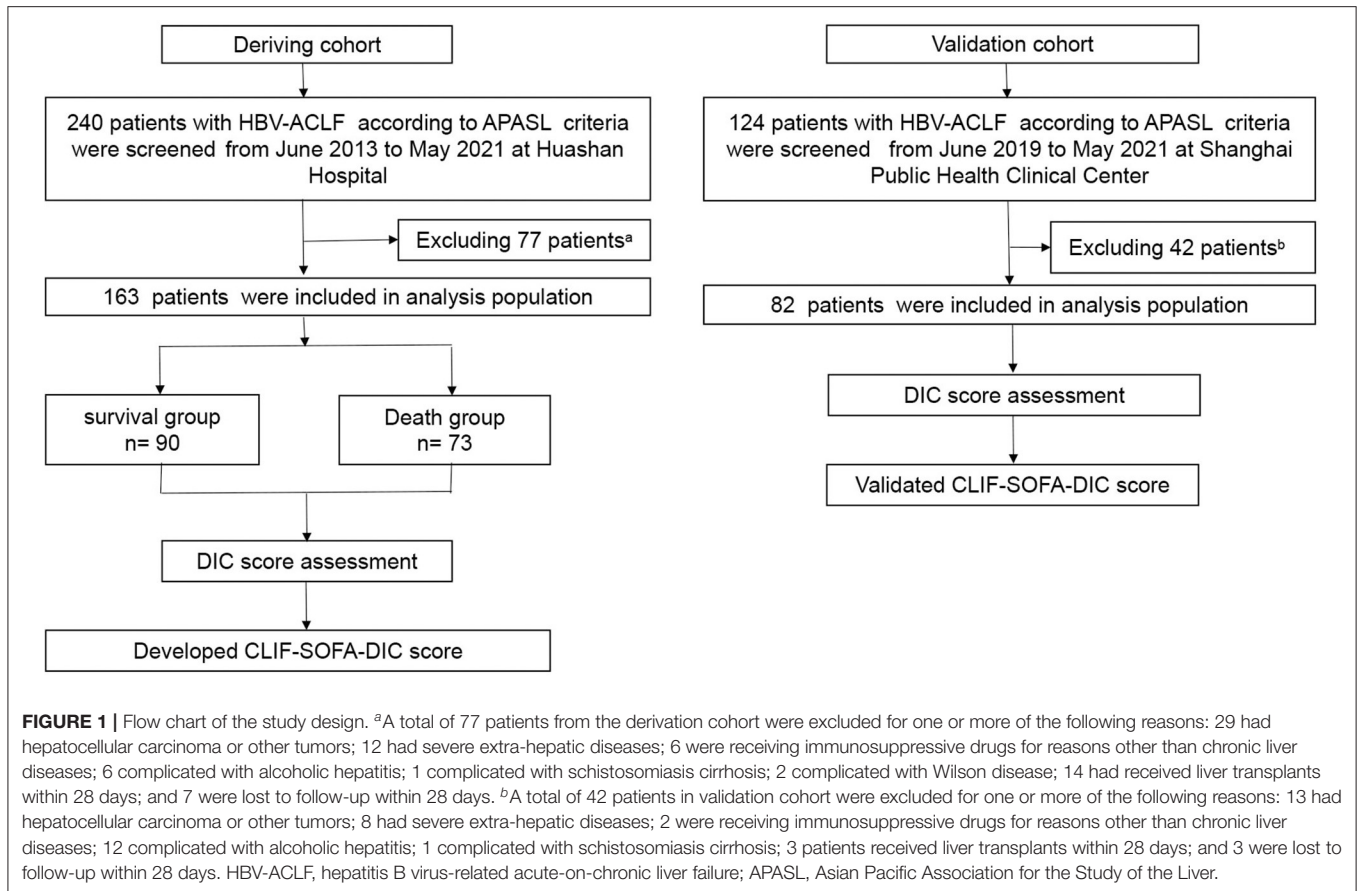 Deriving cohort
240 patients with HBV-ACLF according to APASL criteria
were screened from June 2013 to May 2021 at Huashan
Hospital
Excluding 77 patientsᵃ
163 patients were included in analysis population
survival group
n= 90
Death group
n= 73
DIC score assessment
Developed CLIF-SOFA-DIC score
Validation cohort
124 patients with HBV-ACLF according to APASL criteria
were screened from June 2019 to May 2021 at Shanghai
Public Health Clinical Center
Excluding 42 patientsᵇ
82 patients were included in analysis population
DIC score assessment
Validated CLIF-SOFA-DIC score
FIGURE 1 | Flow chart of the study design. ᵃA total of 77 patients from the derivation cohort were excluded for one or more of the following reasons: 29 had
hepatocellular carcinoma or other tumors; 12 had severe extra-hepatic diseases; 6 were receiving immunosuppressive drugs for reasons other than chronic liver
diseases; 6 complicated with alcoholic hepatitis; 1 complicated with schistosomiasis cirrhosis; 2 complicated with Wilson disease; 14 had received liver transplants
within 28 days; and 7 were lost to follow-up within 28 days. ᵇA total of 42 patients in validation cohort were excluded for one or more of the following reasons: 13 had
hepatocellular carcinoma or other tumors; 8 had severe extra-hepatic diseases; 2 were receiving immunosuppressive drugs for reasons other than chronic liver
diseases; 12 complicated with alcoholic hepatitis; 1 complicated with schistosomiasis cirrhosis; 3 patients received liver transplants within 28 days; and 3 were lost to
follow-up within 28 days. HBV-ACLF, hepatitis B virus-related acute-on-chronic liver failure; APASL, Asian Pacific Association for the Study of the Liver.